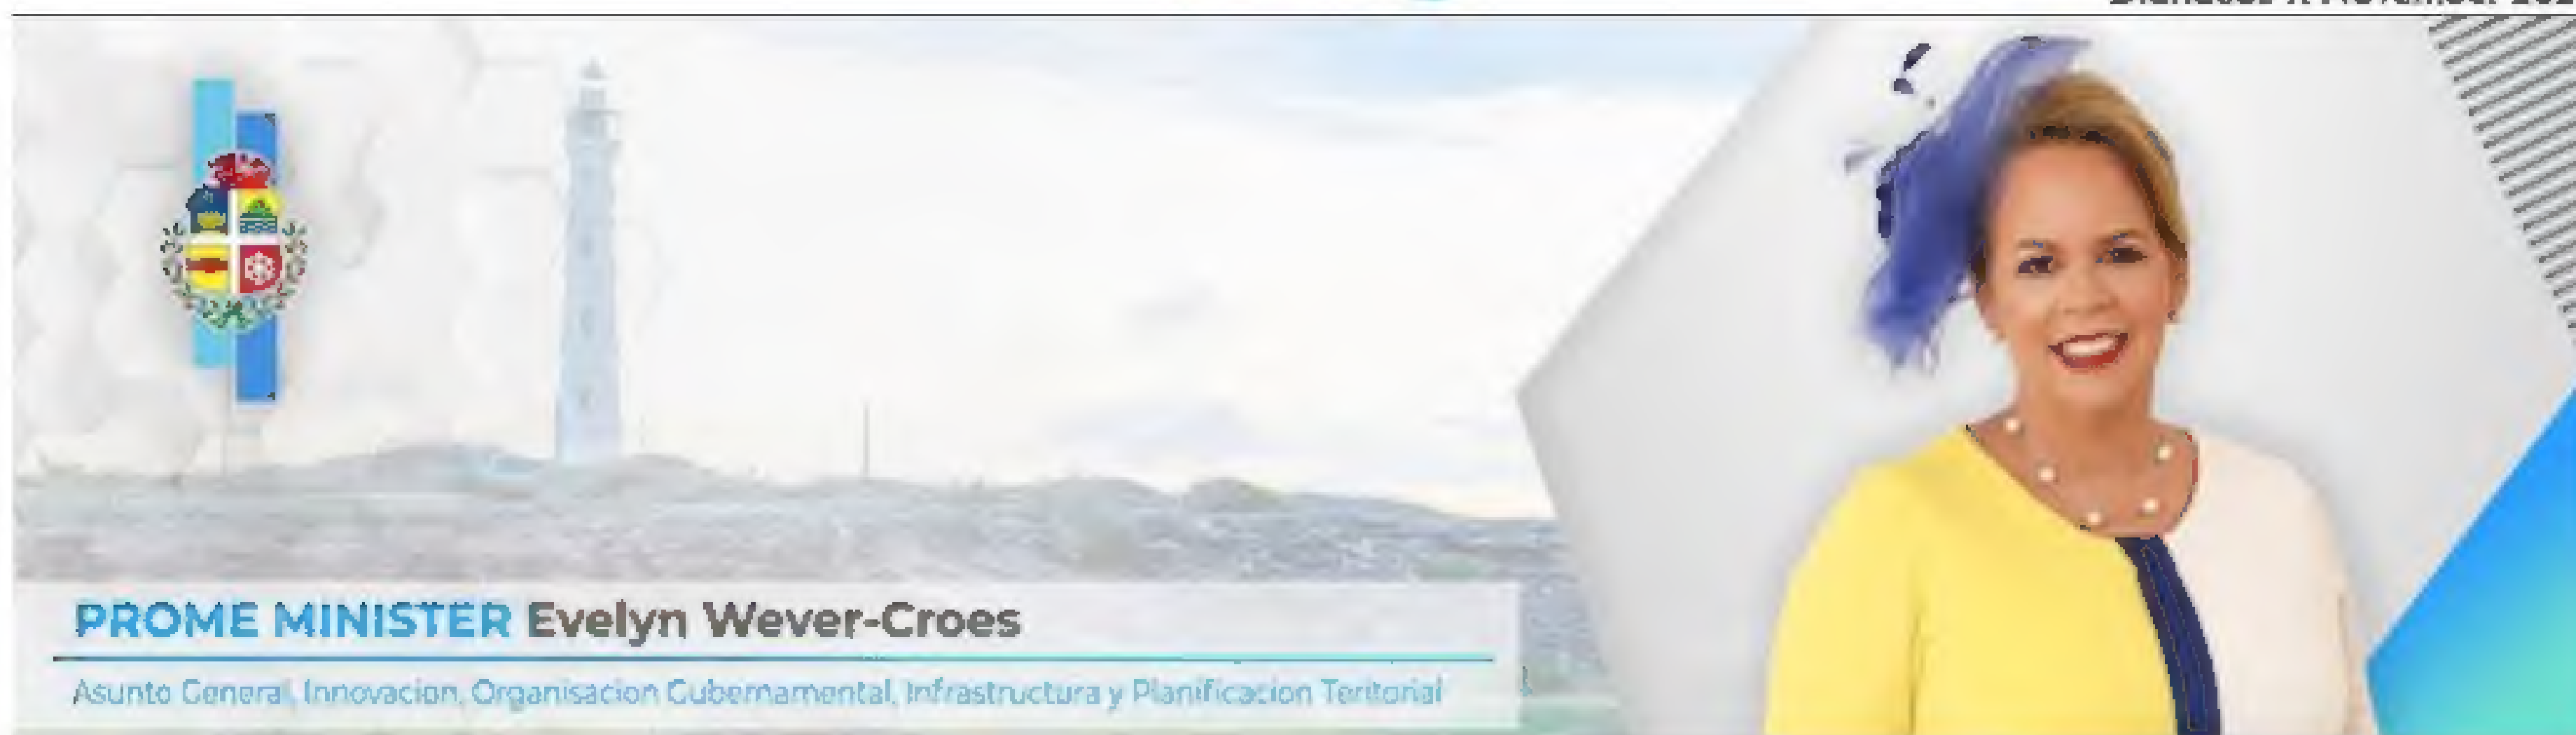 PROME MINISTER Evelyn Wever-Croes
Asunto General, Innovacion, Organisacion Gubernamental, Infrastructura y Planificacion Teritorial